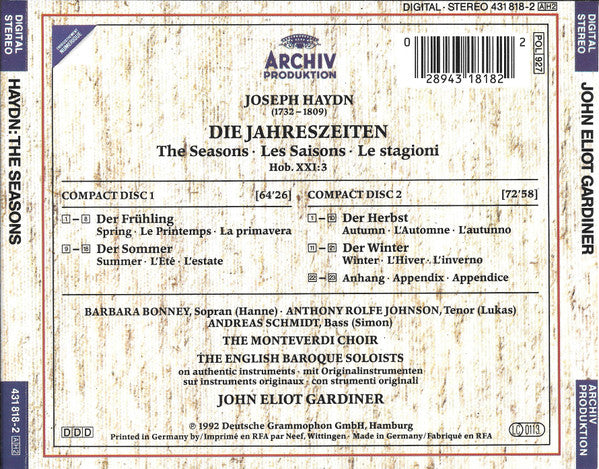 DIGITAL · STEREO 431 818-2 AH2
DIGITAL
STEREO
HAYDN: THE SEASONS
431 818-2
AH2
ENREGISTREMENT
NUMERIQUE
ARCHIV
PRODUKTION
0 28943 18182 2
POL 927
JOSEPH HAYDN
(1732–1809)
DIE JAHRESZEITEN
The Seasons · Les Saisons · Le stagioni
Hob. XXI:3
COMPACT DISC 1 [64'26]
1 – 8 Der Frühling
Spring · Le Printemps · La primavera
9 – 18 Der Sommer
Summer · L'Eté · L'estate
COMPACT DISC 2 [72'58]
1 – 10 Der Herbst
Autumn · L'Automne · L'autunno
11 – 21 Der Winter
Winter · L'Hiver · L'inverno
22 – 23 Anhang · Appendix · Appendice
BARBARA BONNEY, Sopran (Hanne) · ANTHONY ROLFE JOHNSON, Tenor (Lukas)
ANDREAS SCHMIDT, Bass (Simon)
THE MONTEVERDI CHOIR
THE ENGLISH BAROQUE SOLOISTS
on authentic instruments · mit Originalinstrumenten
sur instruments originaux · con strumenti originali
JOHN ELIOT GARDINER
DDD
Ⓟ 1992 Deutsche Grammophon GmbH, Hamburg
Printed in Germany by/Imprimé en RFA par Neef, Wittingen · Made in Germany/Fabriqué en RFA
LC 0113
DIGITAL
STEREO
JOHN ELIOT GARDINER
ARCHIV
PRODUKTION